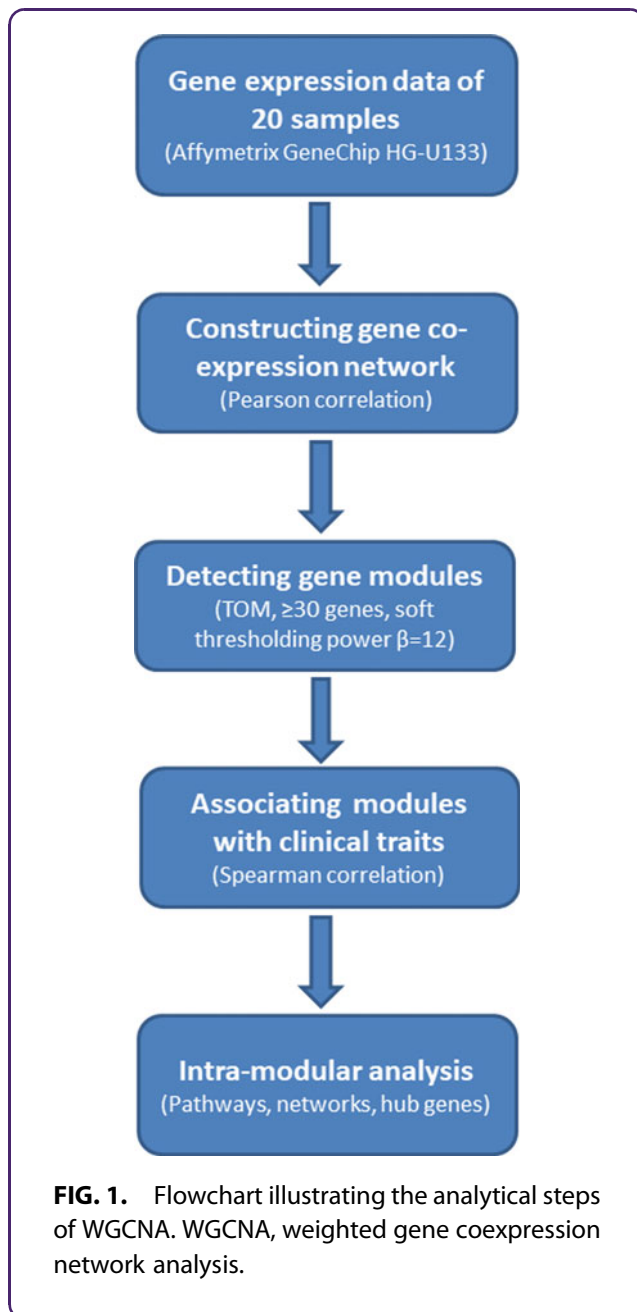 Gene expression data of
20 samples
(Affymetrix GeneChip HG-U133)
Constructing gene co-
expression network
(Pearson correlation)
Detecting gene modules
(TOM, ≥30 genes, soft
thresholding power β=12)
Associating modules
with clinical traits
(Spearman correlation)
Intra-modular analysis
(Pathways, networks, hub genes)
FIG. 1. Flowchart illustrating the analytical steps
of WGCNA. WGCNA, weighted gene coexpression
network analysis.